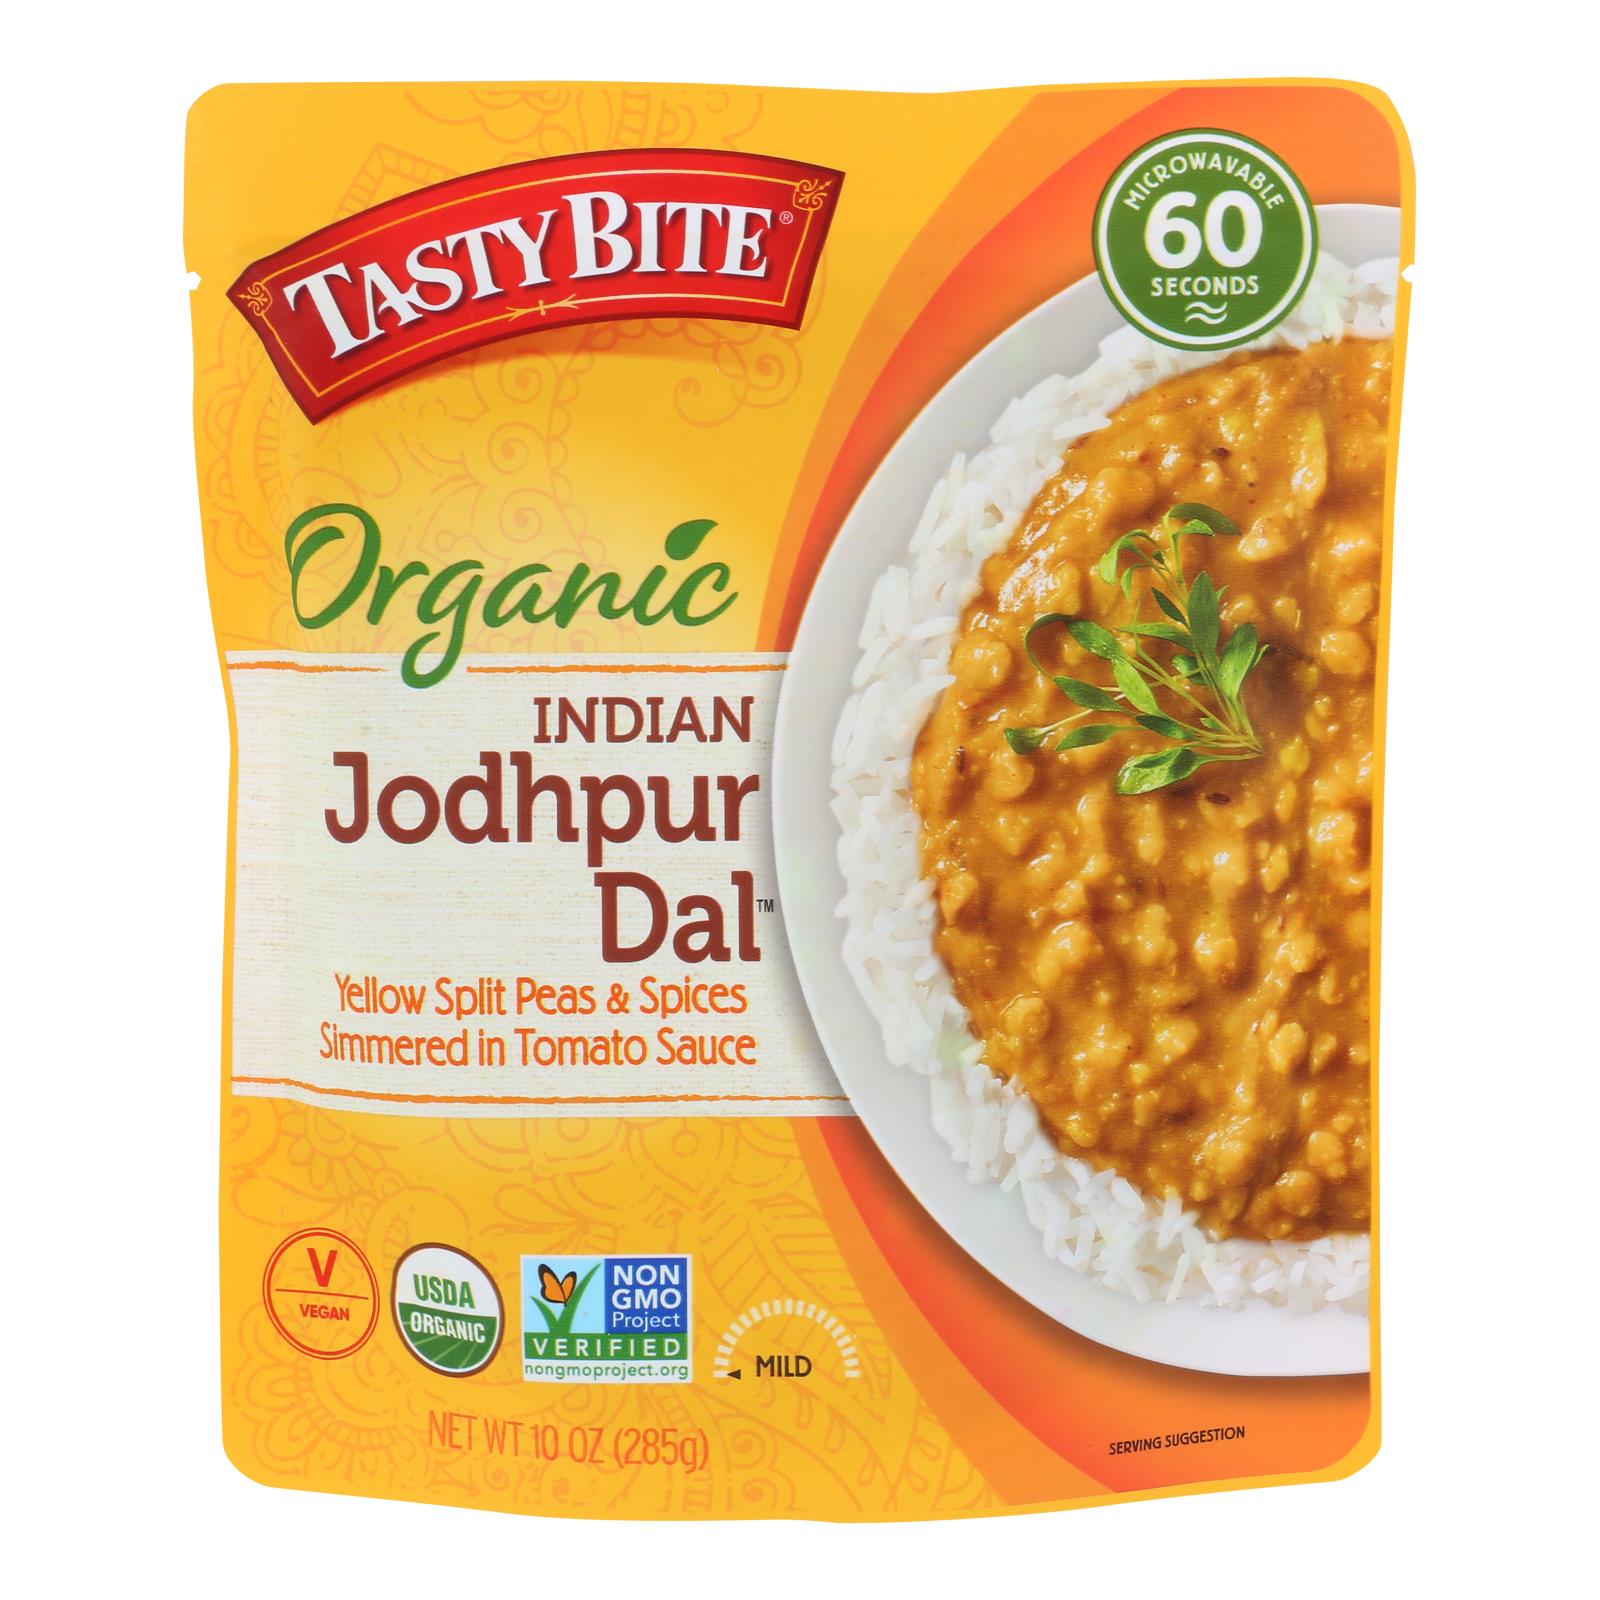 TASTY BITE®
MICROWAVABLE
60
SECONDS
Organic
INDIAN
Jodhpur
Dal™
Yellow Split Peas & Spices
Simmered in Tomato Sauce
V
VEGAN
USDA
ORGANIC
NON
GMO
Project
VERIFIED
nongmoproject.org
MILD
NET WT 10 OZ (285g)
SERVING SUGGESTION